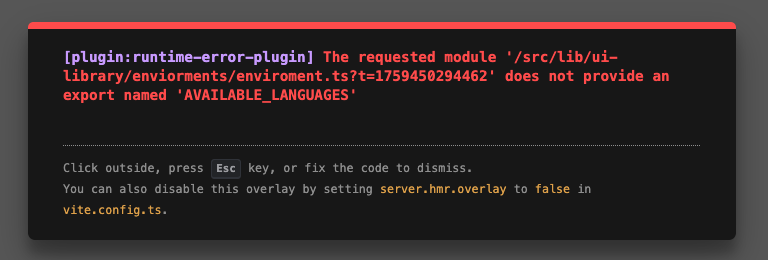 [plugin:runtime-error-plugin] The requested module '/src/lib/ui-
library/enviorments/enviroment.ts?t=1759450294462' does not provide an
export named 'AVAILABLE_LANGUAGES'
Click outside, press Esc key, or fix the code to dismiss.
You can also disable this overlay by setting server.hmr.overlay to false in
vite.config.ts.